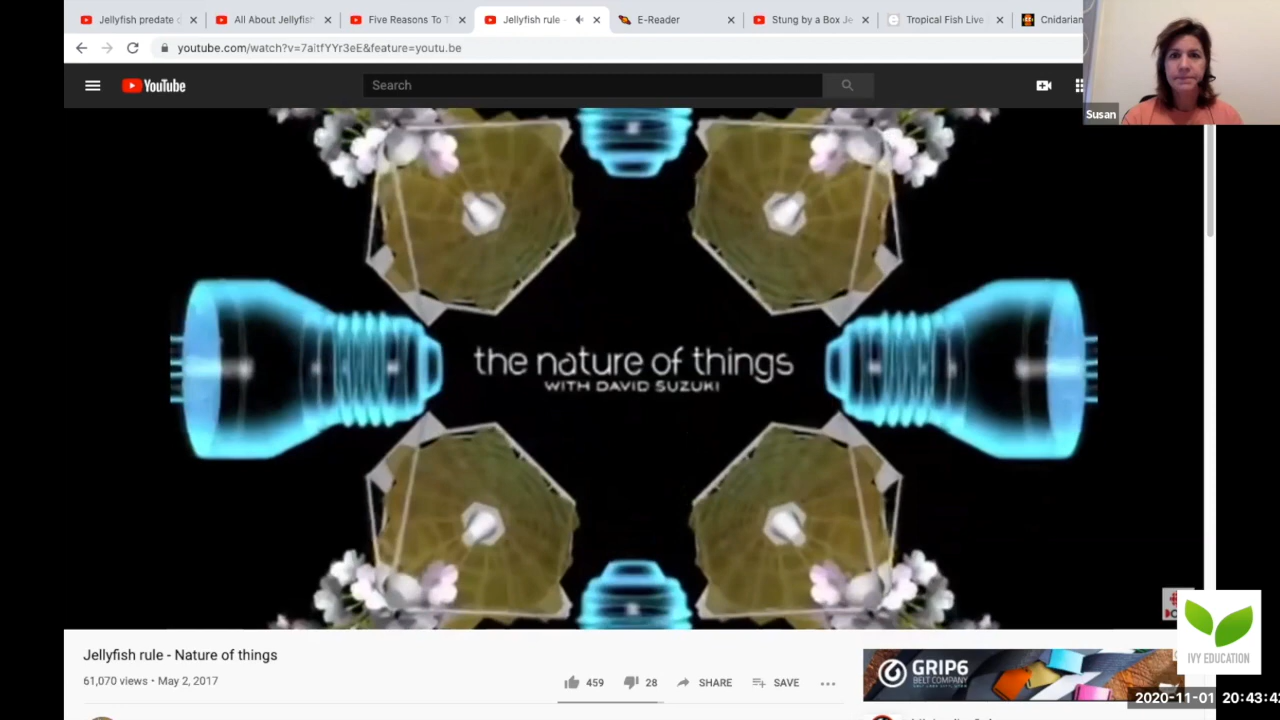 Jellyfish predate
All About Jellyfish
Five Reasons To T
Jellyfish rule -
E-Reader
Stung by a Box Je
Tropical Fish Live
Cnidarian
youtube.com/watch?v=7altfYYr3eE&feature=youtu.be
YouTube
Search
Susan
the nature of things
WITH DAVID SUZUKI
Jellyfish rule - Nature of things
61,070 views • May 2, 2017
459
28
SHARE
SAVE
GRIP6
BELT COMPANY
IVY EDUCATION
2020-11-01 20:43:4